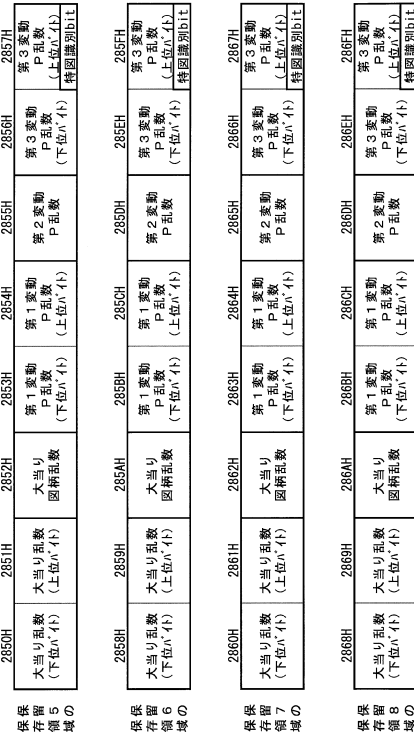 2850H
2851H
2852H
2853H
2854H
2855H
2856H
2857H
保留5の
保存領域
大当り乱数
(下位ﾊﾞｲﾄ)
大当り乱数
(上位ﾊﾞｲﾄ)
大当り
図柄乱数
第1変動
P乱数
(下位ﾊﾞｲﾄ)
第1変動
P乱数
(上位ﾊﾞｲﾄ)
第2変動
P乱数
第3変動
P乱数
(下位ﾊﾞｲﾄ)
第3変動
P乱数
(上位ﾊﾞｲﾄ)
特図識別bit
2858H
2859H
285AH
285BH
285CH
285DH
285EH
285FH
保留6の
保存領域
大当り乱数
(下位ﾊﾞｲﾄ)
大当り乱数
(上位ﾊﾞｲﾄ)
大当り
図柄乱数
第1変動
P乱数
(下位ﾊﾞｲﾄ)
第1変動
P乱数
(上位ﾊﾞｲﾄ)
第2変動
P乱数
第3変動
P乱数
(下位ﾊﾞｲﾄ)
第3変動
P乱数
(上位ﾊﾞｲﾄ)
特図識別bit
2860H
2861H
2862H
2863H
2864H
2865H
2866H
2867H
保留7の
保存領域
大当り乱数
(下位ﾊﾞｲﾄ)
大当り乱数
(上位ﾊﾞｲﾄ)
大当り
図柄乱数
第1変動
P乱数
(下位ﾊﾞｲﾄ)
第1変動
P乱数
(上位ﾊﾞｲﾄ)
第2変動
P乱数
第3変動
P乱数
(下位ﾊﾞｲﾄ)
第3変動
P乱数
(上位ﾊﾞｲﾄ)
特図識別bit
2868H
2869H
286AH
286BH
286CH
286DH
286EH
286FH
保留8の
保存領域
大当り乱数
(下位ﾊﾞｲﾄ)
大当り乱数
(上位ﾊﾞｲﾄ)
大当り
図柄乱数
第1変動
P乱数
(下位ﾊﾞｲﾄ)
第1変動
P乱数
(上位ﾊﾞｲﾄ)
第2変動
P乱数
第3変動
P乱数
(下位ﾊﾞｲﾄ)
第3変動
P乱数
(上位ﾊﾞｲﾄ)
特図識別bit